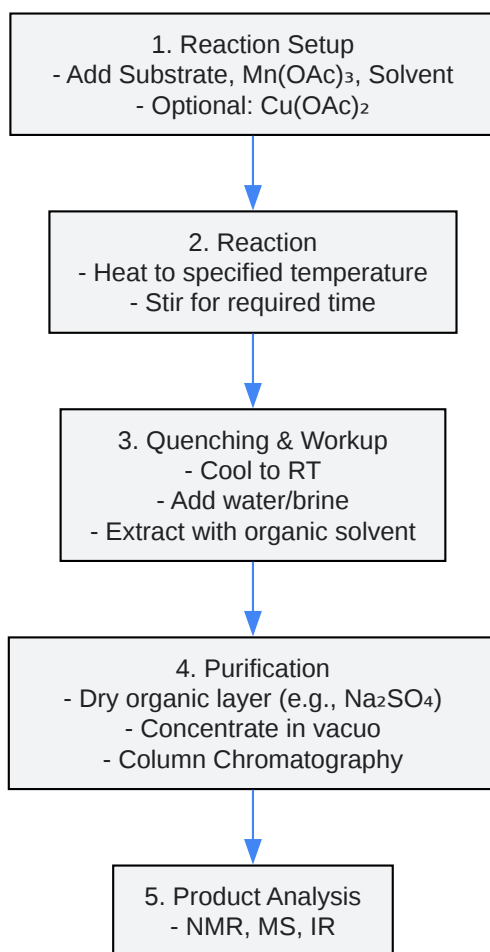 1. Reaction Setup
- Add Substrate, Mn(OAc)₃, Solvent
- Optional: Cu(OAc)₂
2. Reaction
- Heat to specified temperature
- Stir for required time
3. Quenching & Workup
- Cool to RT
- Add water/brine
- Extract with organic solvent
4. Purification
- Dry organic layer (e.g., Na₂SO₄)
- Concentrate in vacuo
- Column Chromatography
5. Product Analysis
- NMR, MS, IR